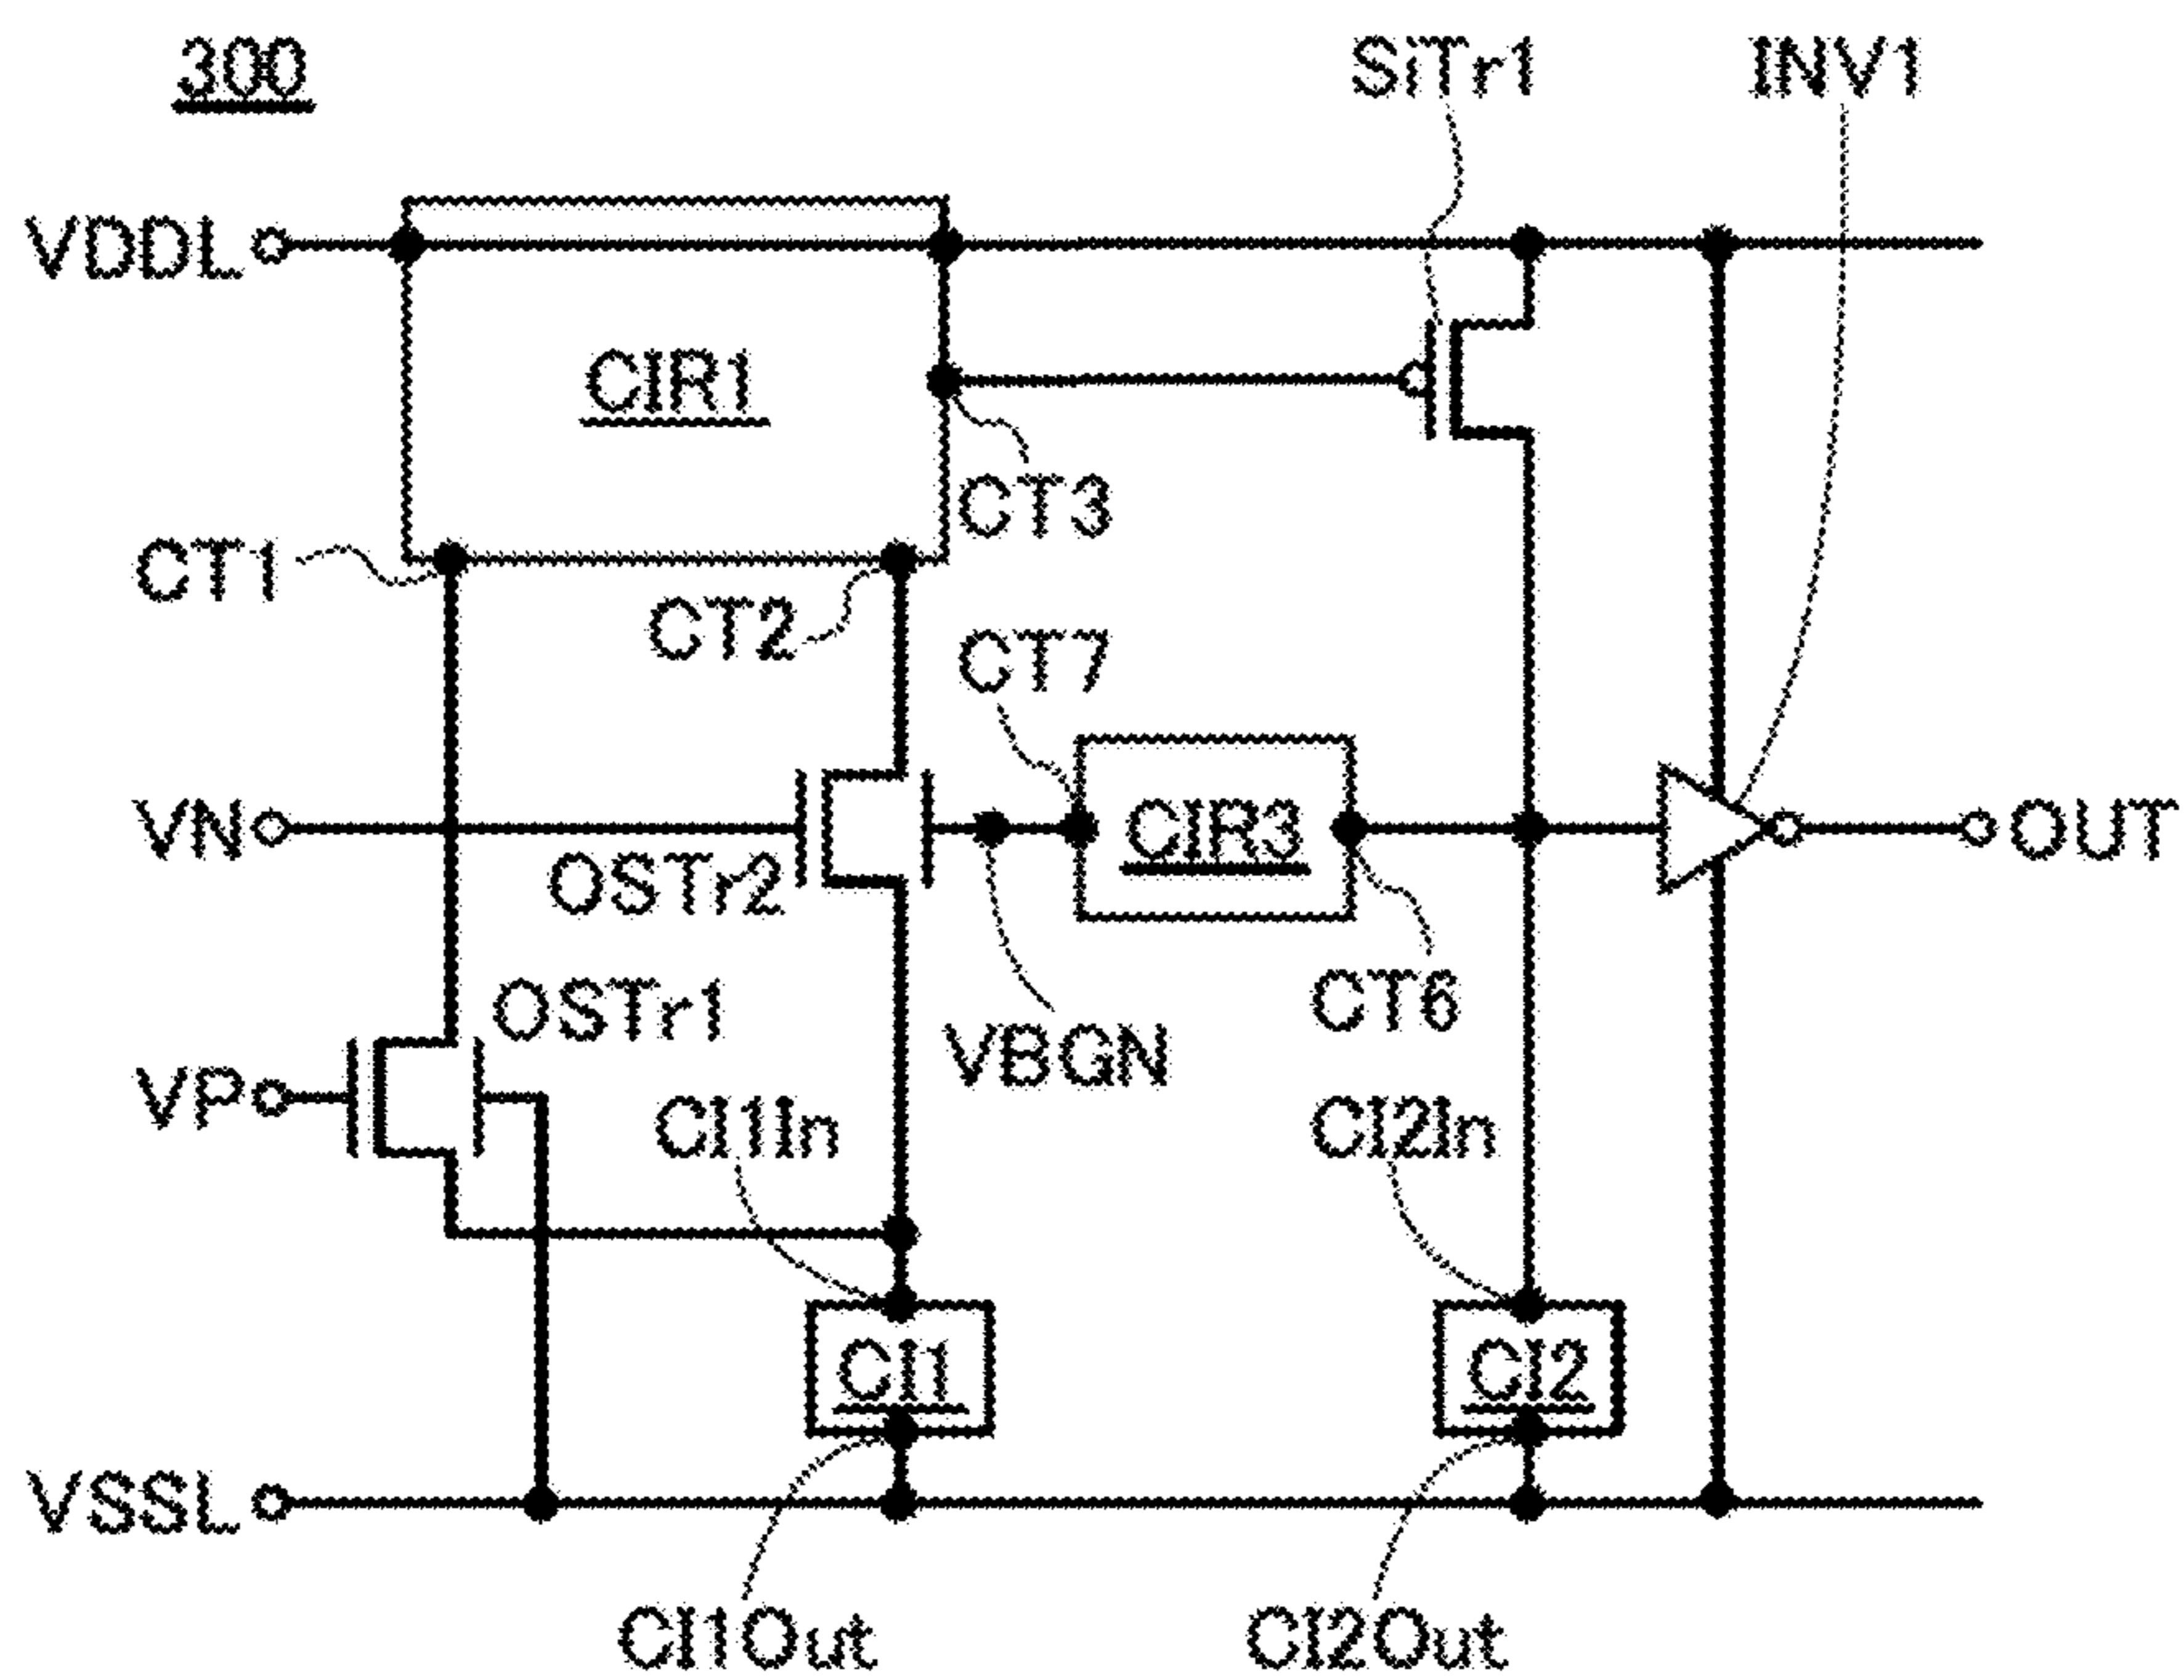 300
SiTr1
INV1
VDDL
CIR1
CT3
CT1
CT2
CT7
VN
CIR3
OUT
OSTr2
OSTr1
CT6
VBGN
VP
CI1In
CI2In
CI1
CI2
VSSL
CI1Out
CI2Out